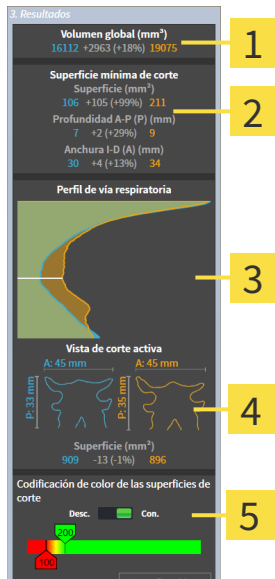 3. Resultados
Volumen global (mm³)
16112 +2963 (+18%) 19075
1
Superficie mínima de corte
Superficie (mm²)
106 +105 (+99%) 211
2
Profundidad A-P (P) (mm)
7 +2 (+29%) 9
Anchura I-D (A) (mm)
30 +4 (+13%) 34
Perfil de vía respiratoria
3
Vista de corte activa
A: 45 mm A: 45 mm
P: 33 mm P: 35 mm
4
Superficie (mm²)
909 -13 (-1%) 896
Codificación de color de las superficies de
corte
5
Desc. Con.
200
100